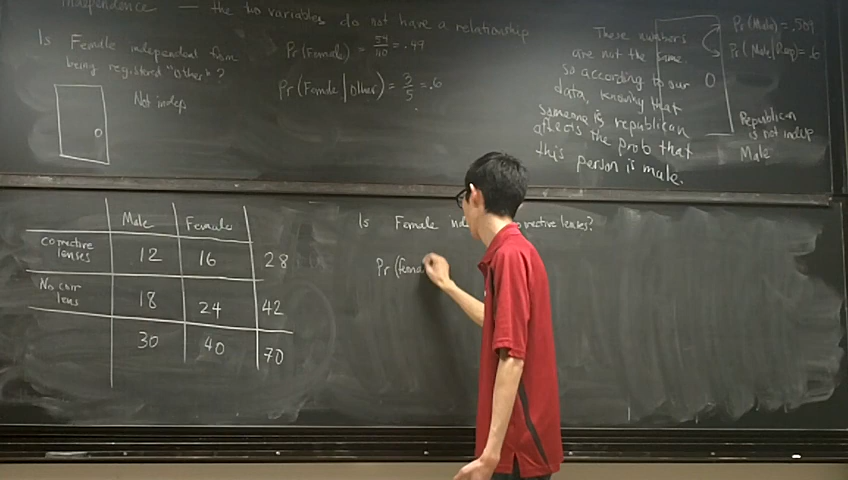 Independence — the two variables do not have a relationship
Is Female independent from
being registered "Other"?
Not indep
Pr(Female) = 54/110 = .49
Pr(Female | Other) = 3/5 = .6
These numbers
are not the same
so according to our
data, knowing that
someone is republican
affects the prob that
this person is male.
Pr(Male) = .509
Pr(Male | Rep) = .6
Republican
is not indep
Male
Male Female
Corrective
lenses 12 16 28
No corr
lens 18 24 42
30 40 70
Is Female ind corrective lenses?
Pr(fema